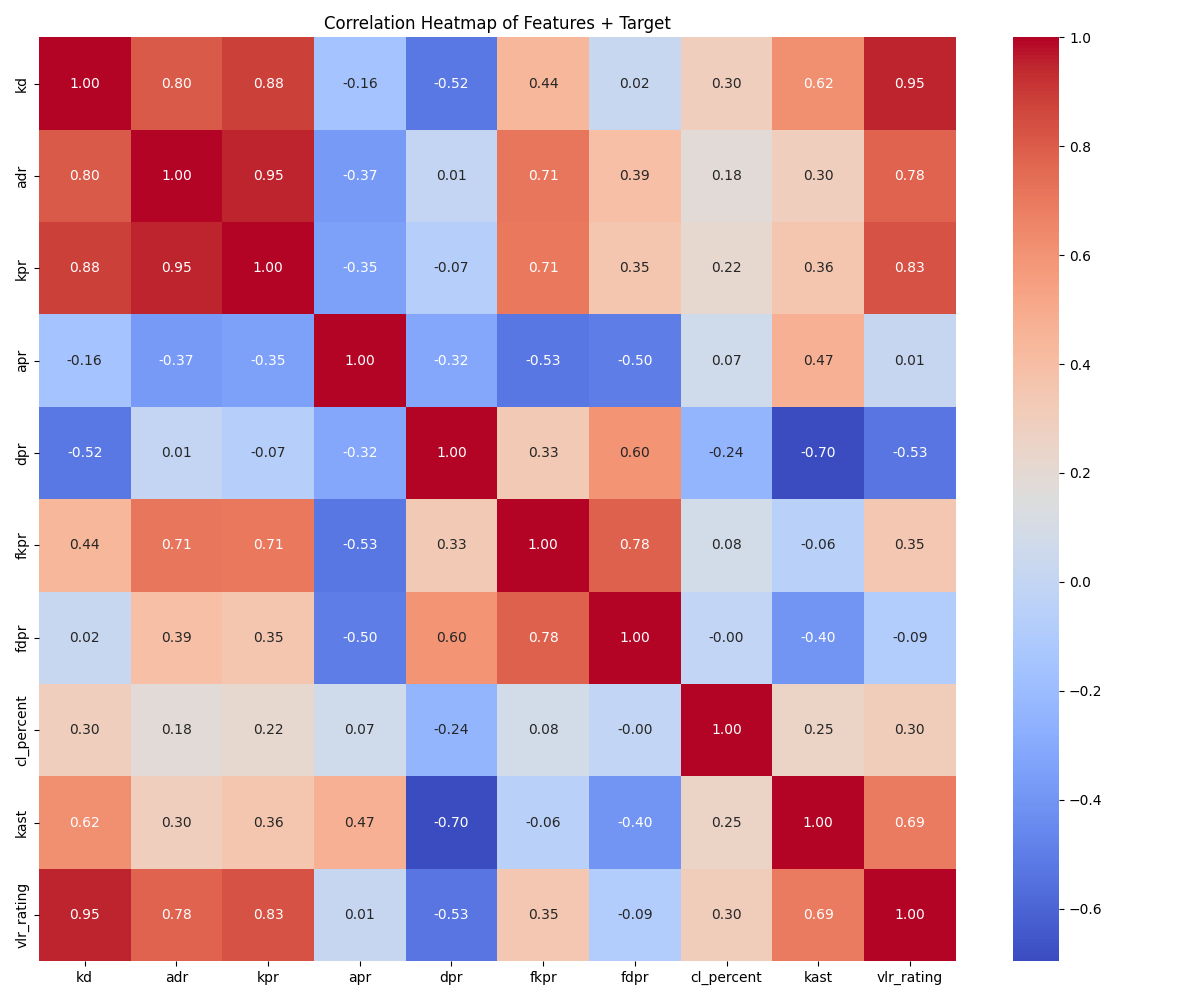 Correlation Heatmap of Features + Target
kd 1.00 0.80 0.88 -0.16 -0.52 0.44 0.02 0.30 0.62 0.95
adr 0.80 1.00 0.95 -0.37 0.01 0.71 0.39 0.18 0.30 0.78
kpr 0.88 0.95 1.00 -0.35 -0.07 0.71 0.35 0.22 0.36 0.83
apr -0.16 -0.37 -0.35 1.00 -0.32 -0.53 -0.50 0.07 0.47 0.01
dpr -0.52 0.01 -0.07 -0.32 1.00 0.33 0.60 -0.24 -0.70 -0.53
fkpr 0.44 0.71 0.71 -0.53 0.33 1.00 0.78 0.08 -0.06 0.35
fdpr 0.02 0.39 0.35 -0.50 0.60 0.78 1.00 -0.00 -0.40 -0.09
cl_percent 0.30 0.18 0.22 0.07 -0.24 0.08 -0.00 1.00 0.25 0.30
kast 0.62 0.30 0.36 0.47 -0.70 -0.06 -0.40 0.25 1.00 0.69
vlr_rating 0.95 0.78 0.83 0.01 -0.53 0.35 -0.09 0.30 0.69 1.00
kd adr kpr apr dpr fkpr fdpr cl_percent kast vlr_rating
1.0
0.8
0.6
0.4
0.2
0.0
−0.2
−0.4
−0.6